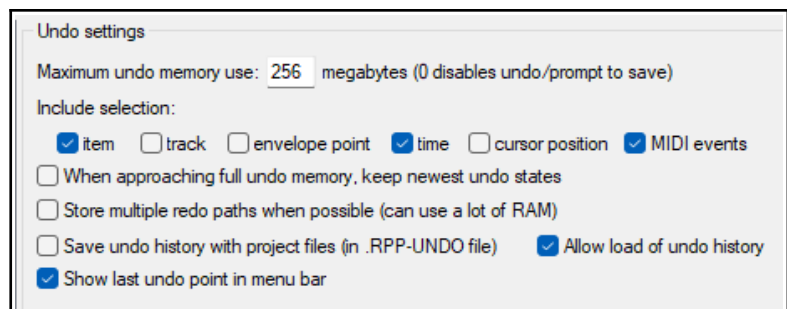 Undo settings
Maximum undo memory use: 256 megabytes (0 disables undo/prompt to save)
Include selection:
item track envelope point time cursor position MIDI events
When approaching full undo memory, keep newest undo states
Store multiple redo paths when possible (can use a lot of RAM)
Save undo history with project files (in .RPP-UNDO file) Allow load of undo history
Show last undo point in menu bar